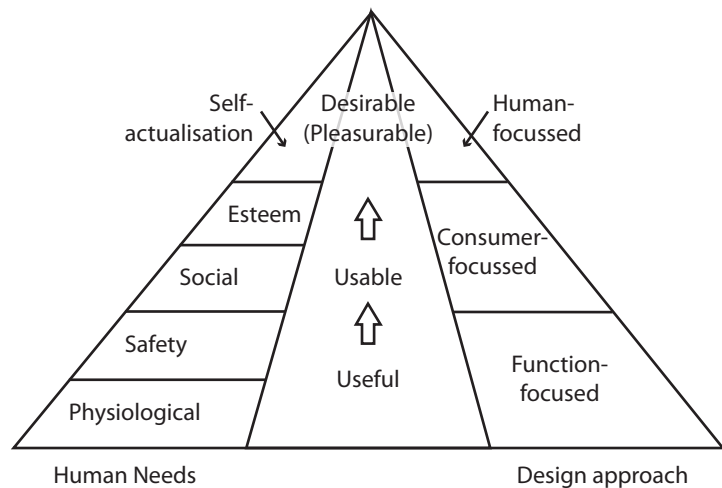 Self-
actualisation
Desirable
(Pleasurable)
Human-
focussed
Esteem
Consumer-
focussed
Social
Usable
Safety
Useful
Function-
focused
Physiological
Human Needs
Design approach